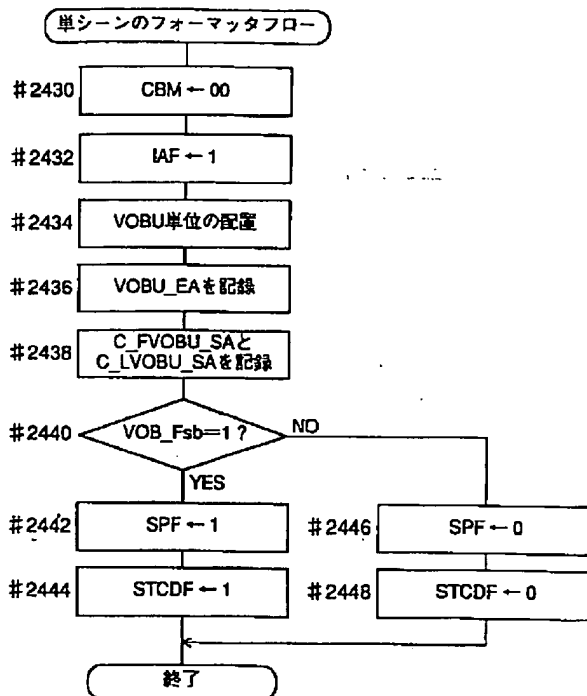 単シーンのフォーマッタフロー
#2430
CBM ← 00
#2432
IAF ← 1
#2434
VOBU単位の配置
#2436
VOBU_EAを記録
#2438
C_FVOBU_SAと
C_LVOBU_SAを記録
#2440
VOB_Fsb=1 ?
NO
YES
#2442
SPF ← 1
#2446
SPF ← 0
#2444
STCDF ← 1
#2448
STCDF ← 0
終了